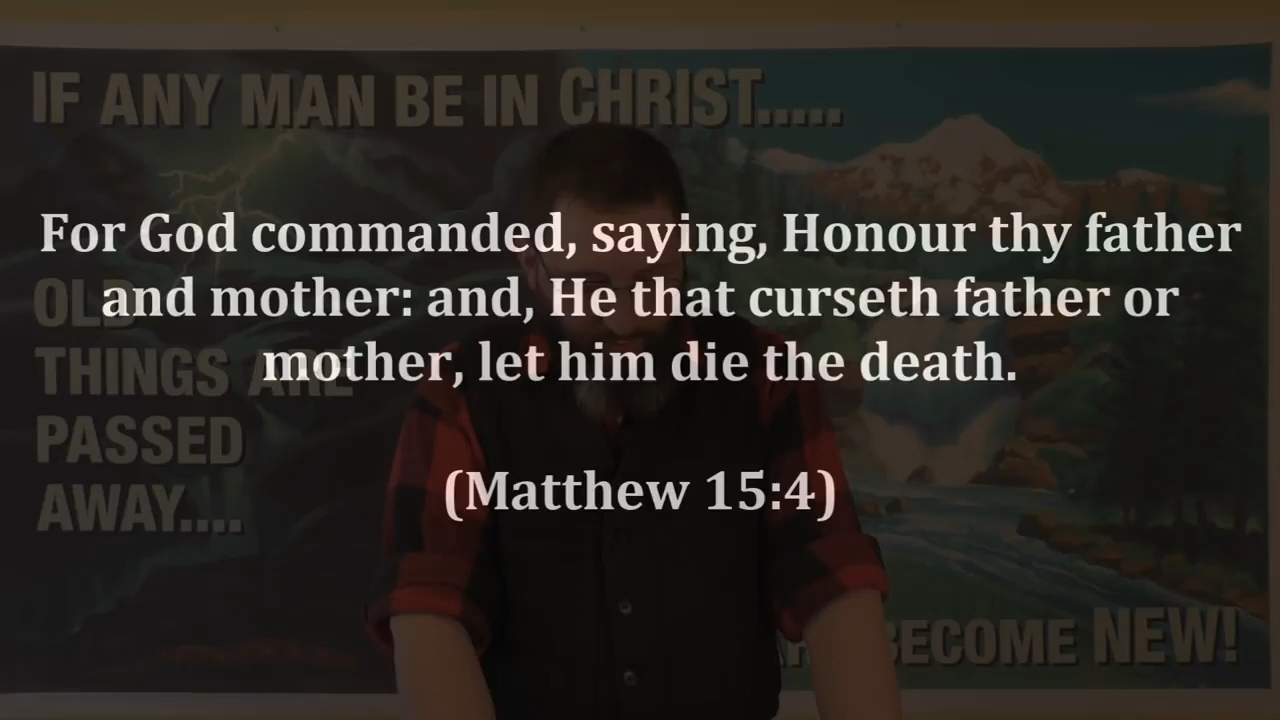 IF ANY MAN BE IN CHRIST.....
For God commanded, saying, Honour thy father
and mother: and, He that curseth father or
mother, let him die the death.
(Matthew 15:4)
OLD
THINGS ARE
PASSED
AWAY....
BECOME NEW!